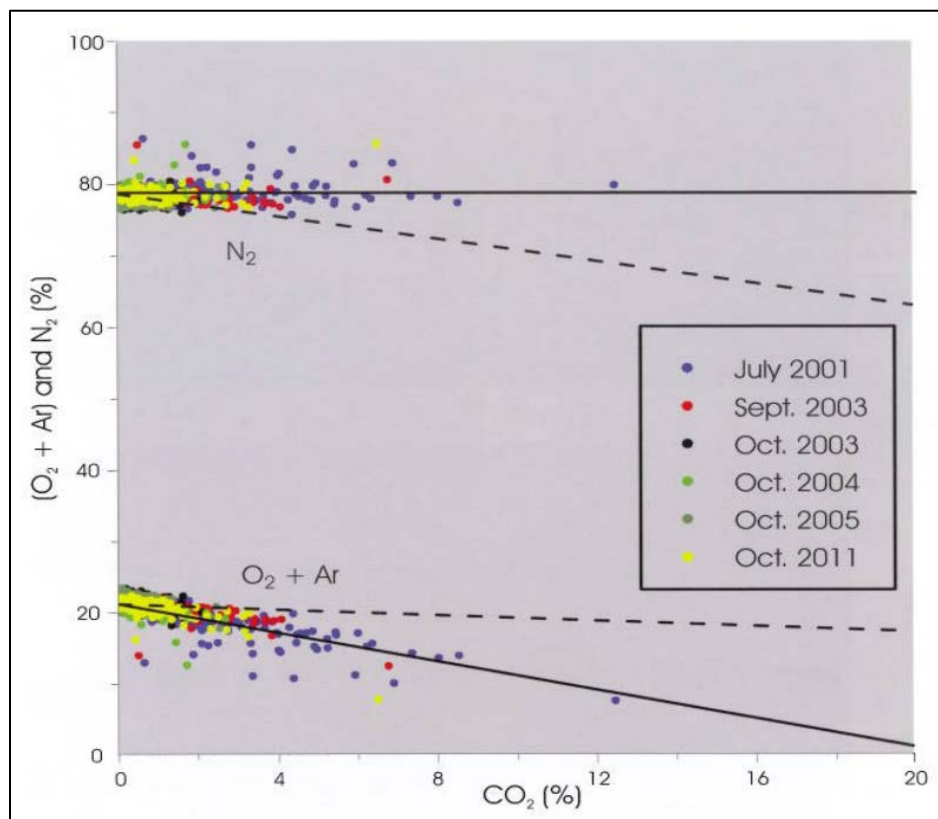 100
80
60
40
20
0
(O₂ + Ar) and N₂ (%)
N₂
O₂ + Ar
July 2001
Sept. 2003
Oct. 2003
Oct. 2004
Oct. 2005
Oct. 2011
0 4 8 12 16 20
CO₂ (%)